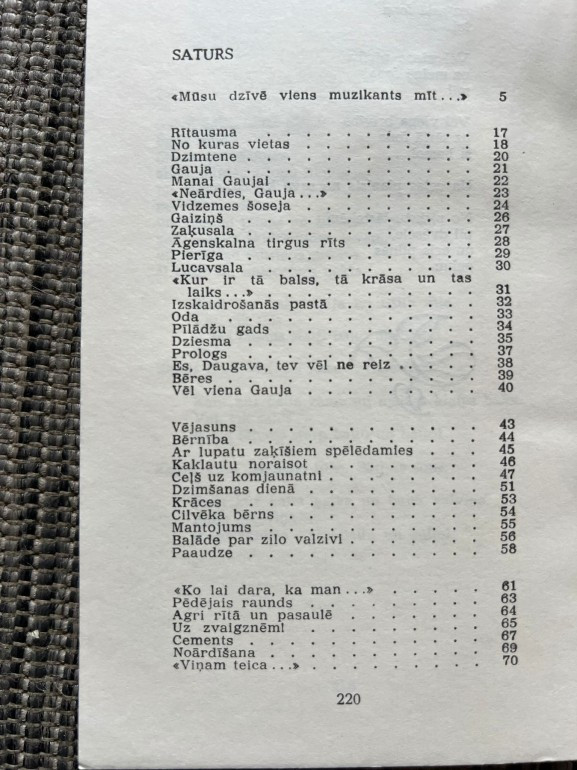 SATURS
«Mūsu dzīvē viens muzikants mīt...» 5
Rītausma . . . . . . . . . . 17
No kuras vietas . . . . . . . . . 18
Dzimtene . . . . . . . . . . . 20
Gauja . . . . . . . . . . . . 21
Manai Gaujai . . . . . . . . . . 22
«Neārdies, Gauja...» . . . . . . . 23
Vidzemes šoseja . . . . . . . . . 24
Gaiziņš . . . . . . . . . . . 26
Zaķusala . . . . . . . . . . . 27
Āgenskalna tirgus rīts . . . . . . . 28
Pierīga . . . . . . . . . . . 29
Lucavsala . . . . . . . . . . . 30
«Kur ir tā balss, tā krāsa un tas
laiks...» . . . . . . . . . . 31
Izskaidrošanās pastā . . . . . . . 32
Oda . . . . . . . . . . . . 33
Pīlādžu gads . . . . . . . . . . 34
Dziesma . . . . . . . . . . . 35
Prologs . . . . . . . . . . . 37
Es, Daugava, tev vēl ne reiz . . . . . 38
Bēres . . . . . . . . . . . . 39
Vēl viena Gauja . . . . . . . . . 40
Vējasuns . . . . . . . . . . . 43
Bērnība . . . . . . . . . . . 44
Ar lupatu zaķīšiem spēlēdamies . . . . 45
Kaklautu noraisot . . . . . . . . 46
Ceļš uz komjaunatni . . . . . . . . 47
Dzimšanas dienā . . . . . . . . . 51
Krāces . . . . . . . . . . . . 53
Cilvēka bērns . . . . . . . . . . 54
Mantojums . . . . . . . . . . . 55
Balāde par zilo valzivi . . . . . . . 56
Paaudze . . . . . . . . . . . 58
«Ko lai dara, ka man...» . . . . . . 61
Pēdējais raunds . . . . . . . . . 63
Agri rītā un pasaulē . . . . . . . . 64
Uz zvaigznēm! . . . . . . . . . . 65
Cements . . . . . . . . . . . 67
Noārdīšana . . . . . . . . . . . 69
«Viņam teica...» . . . . . . . . . 70
220